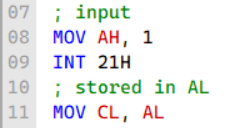 07 ; input
08 MOV AH, 1
09 INT 21H
10 ; stored in AL
11 MOV CL, AL